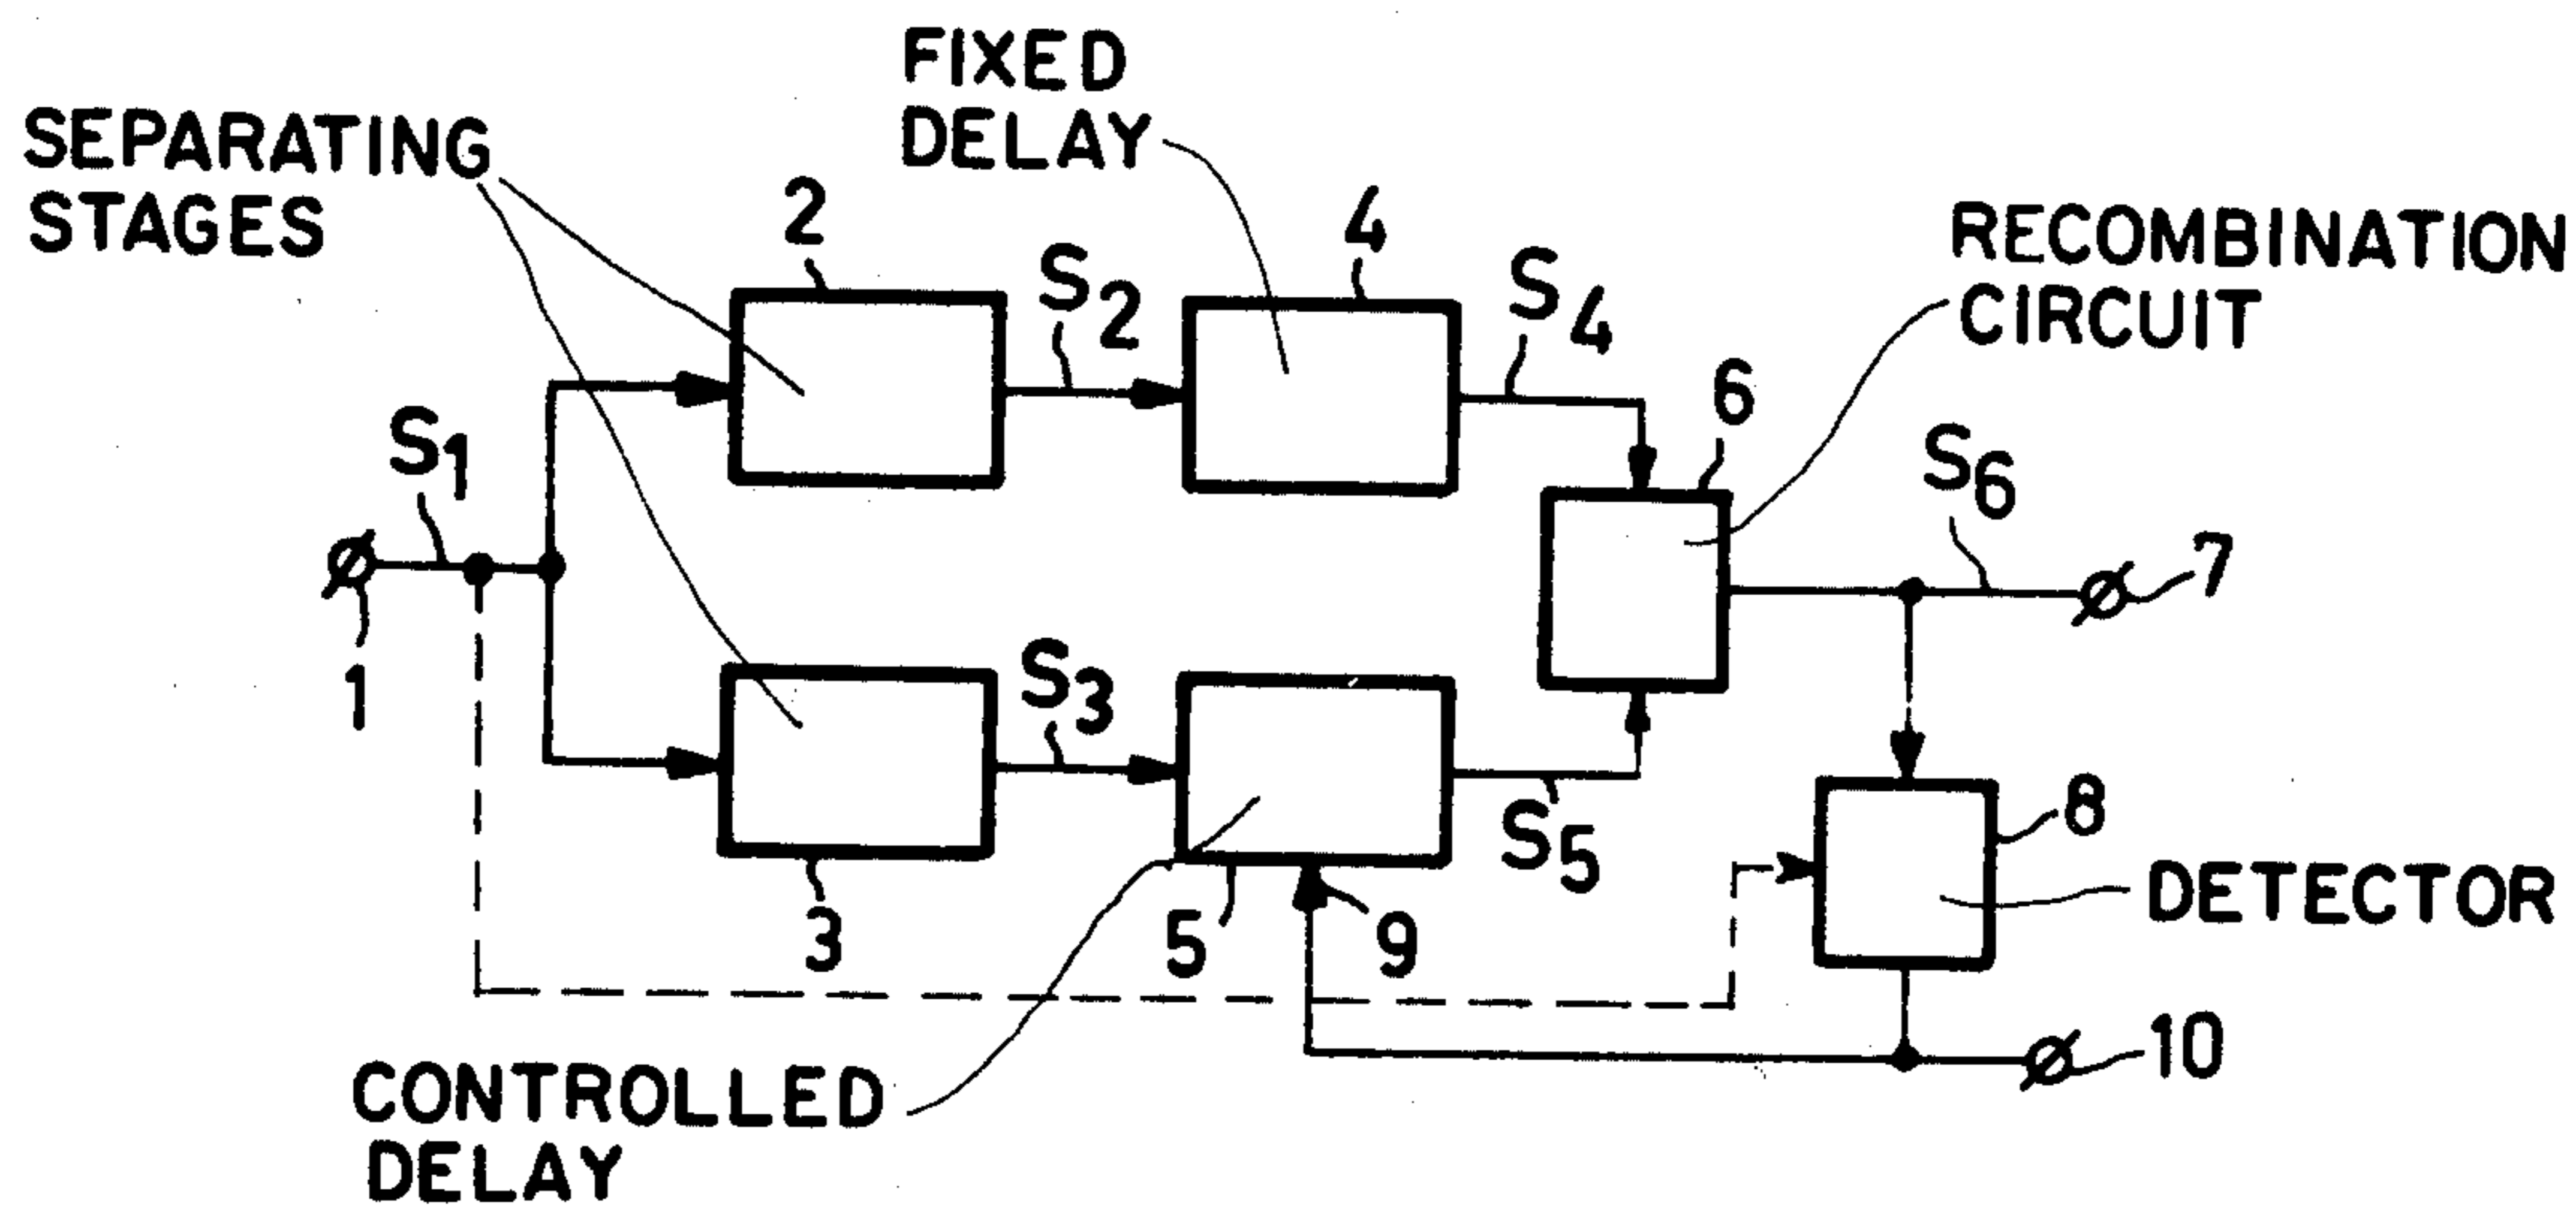 FIXED
DELAY
SEPARATING
STAGES
2
S2
4
S4
RECOMBINATION
CIRCUIT
6
S1
S6
1
7
S3
S5
8
3
5
9
DETECTOR
10
CONTROLLED
DELAY